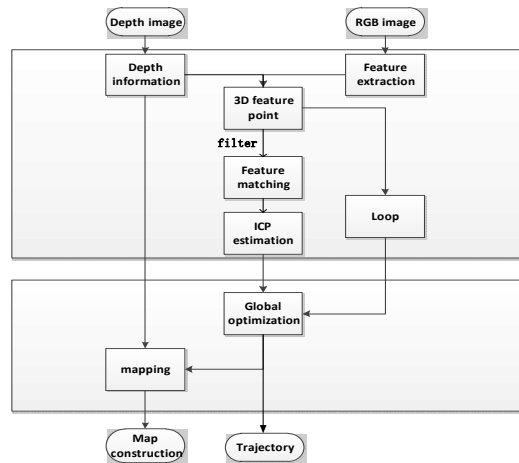 Depth image
RGB image
Depth
information
Feature
extraction
3D feature
point
filter
Feature
matching
Loop
ICP
estimation
Global
optimization
mapping
Map
construction
Trajectory